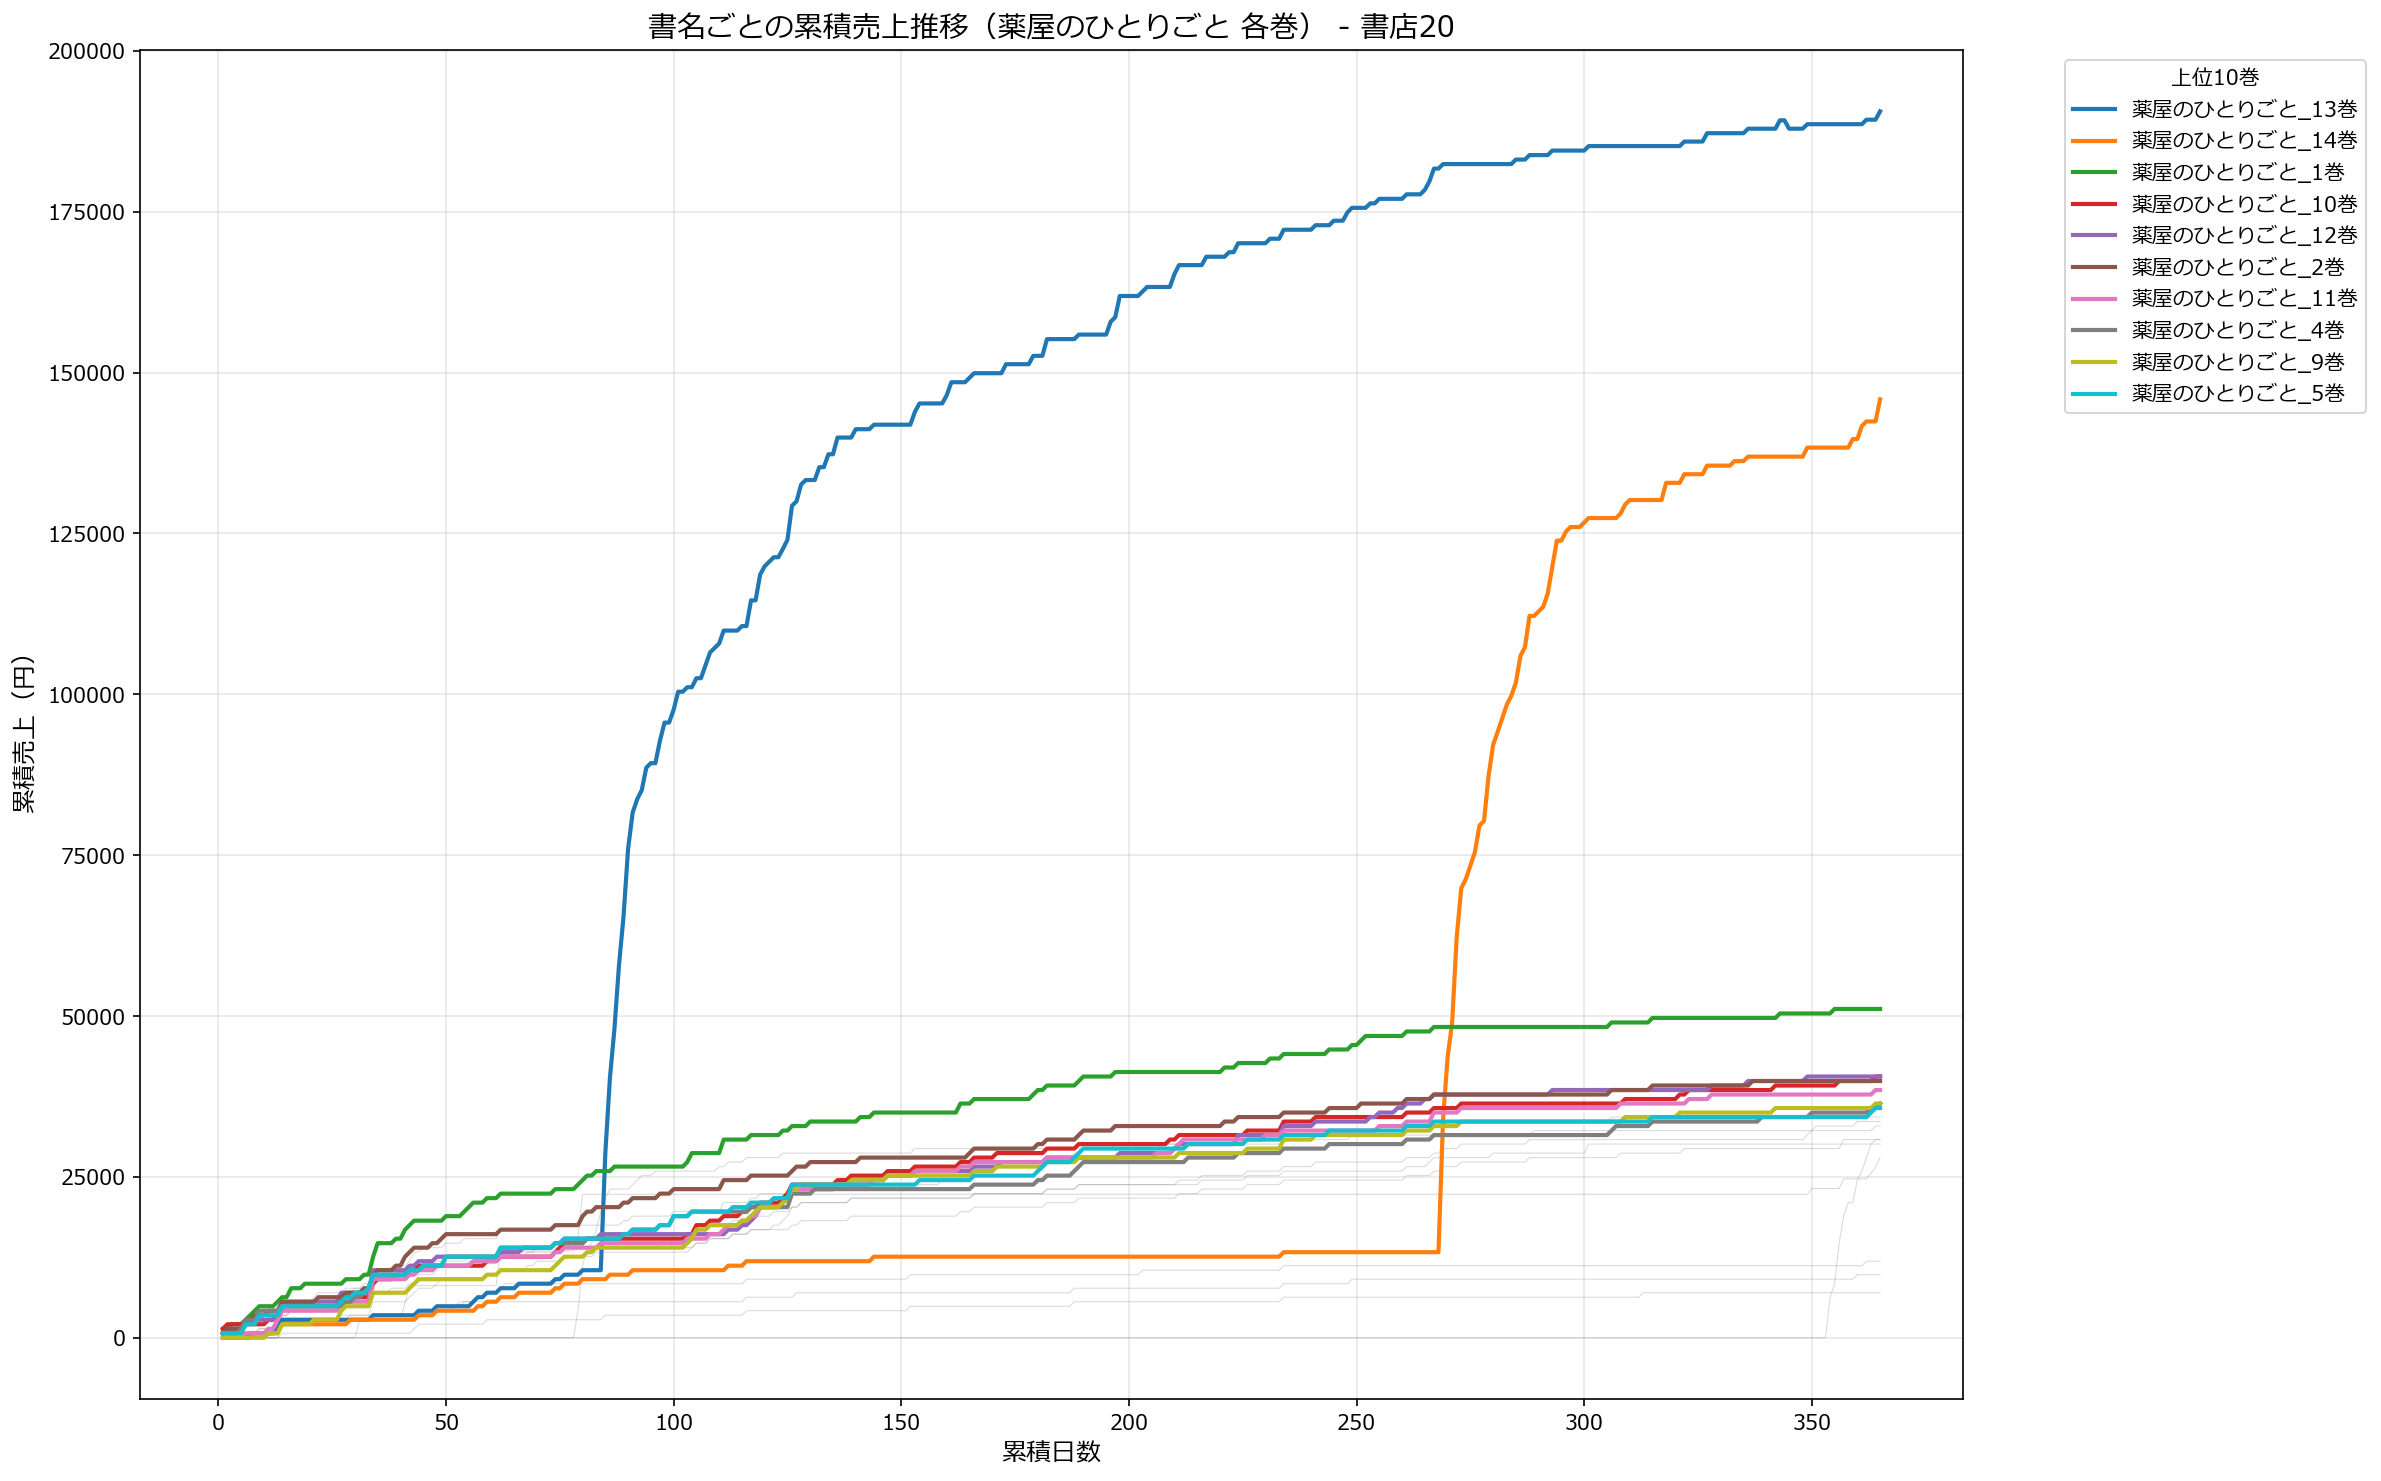 書名ごとの累積売上推移（薬屋のひとりごと 各巻） - 書店20
累積売上（円）
200000
175000
150000
125000
100000
75000
50000
25000
0
0 50 100 150 200 250 300 350
累積日数
上位10巻
薬屋のひとりごと_13巻
薬屋のひとりごと_14巻
薬屋のひとりごと_1巻
薬屋のひとりごと_10巻
薬屋のひとりごと_12巻
薬屋のひとりごと_2巻
薬屋のひとりごと_11巻
薬屋のひとりごと_4巻
薬屋のひとりごと_9巻
薬屋のひとりごと_5巻